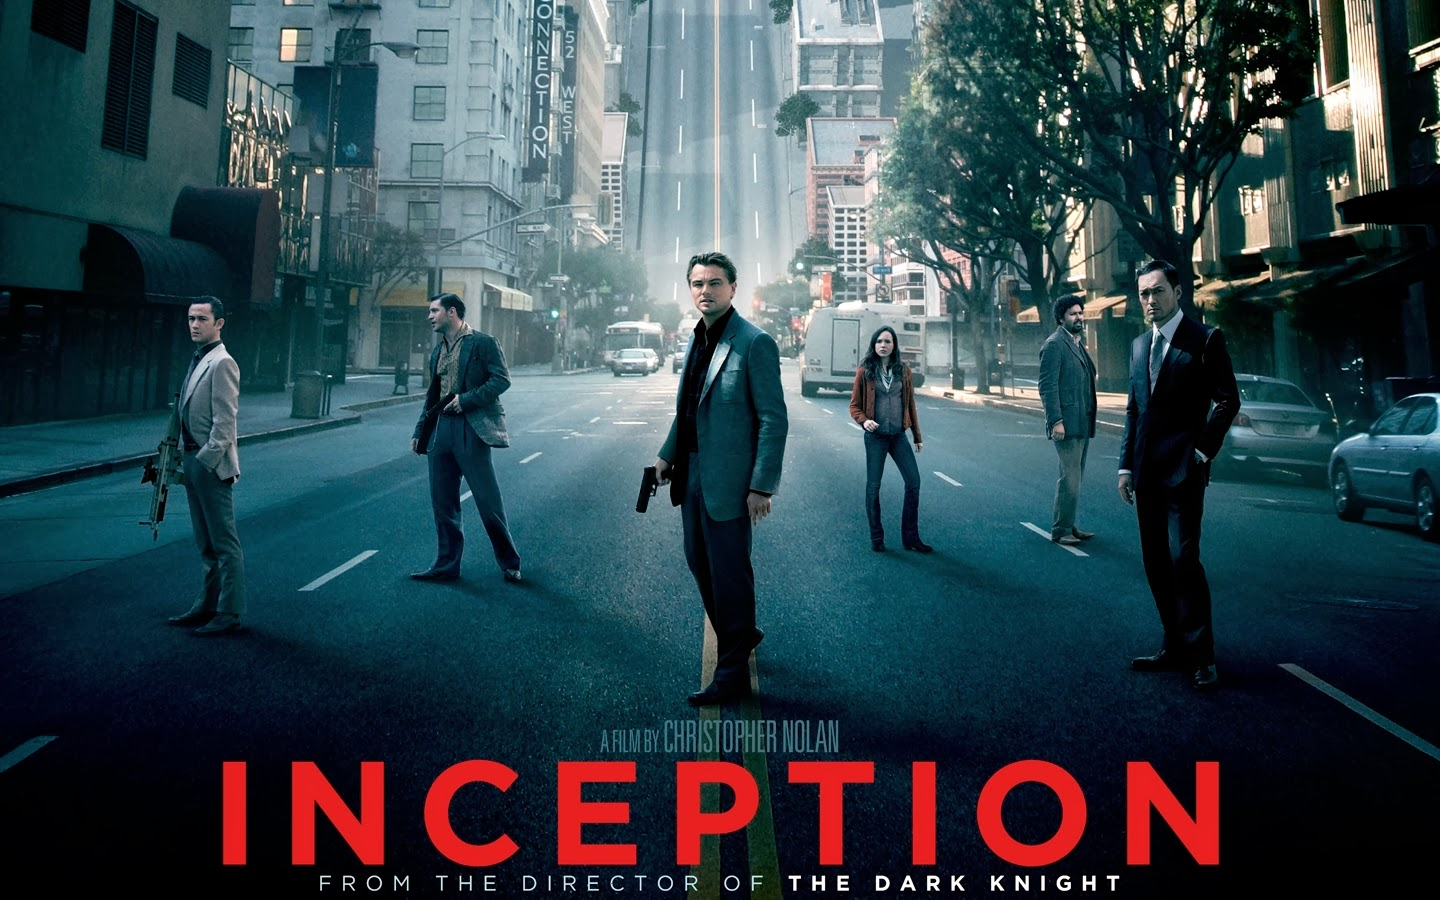 CONNECTION
52 WEST
A FILM BY CHRISTOPHER NOLAN
INCEPTION
FROM THE DIRECTOR OF THE DARK KNIGHT